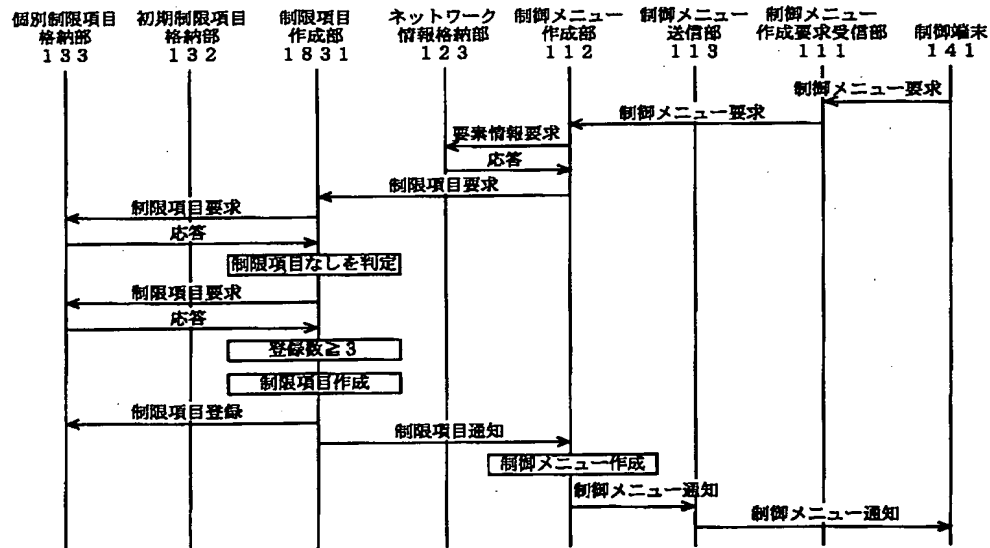 個別制限項目
格納部
133
初期制限項目
格納部
132
制限項目
作成部
1831
ネットワーク
情報格納部
123
制御メニュー
作成部
112
制御メニュー
送信部
113
制御メニュー
作成要求受信部
111
制御端末
141
制御メニュー要求
制御メニュー要求
要素情報要求
応答
制限項目要求
制限項目要求
応答
制限項目なしを判定
制限項目要求
応答
登録数≧3
制限項目作成
制限項目登録
制限項目通知
制御メニュー作成
制御メニュー通知
制御メニュー通知